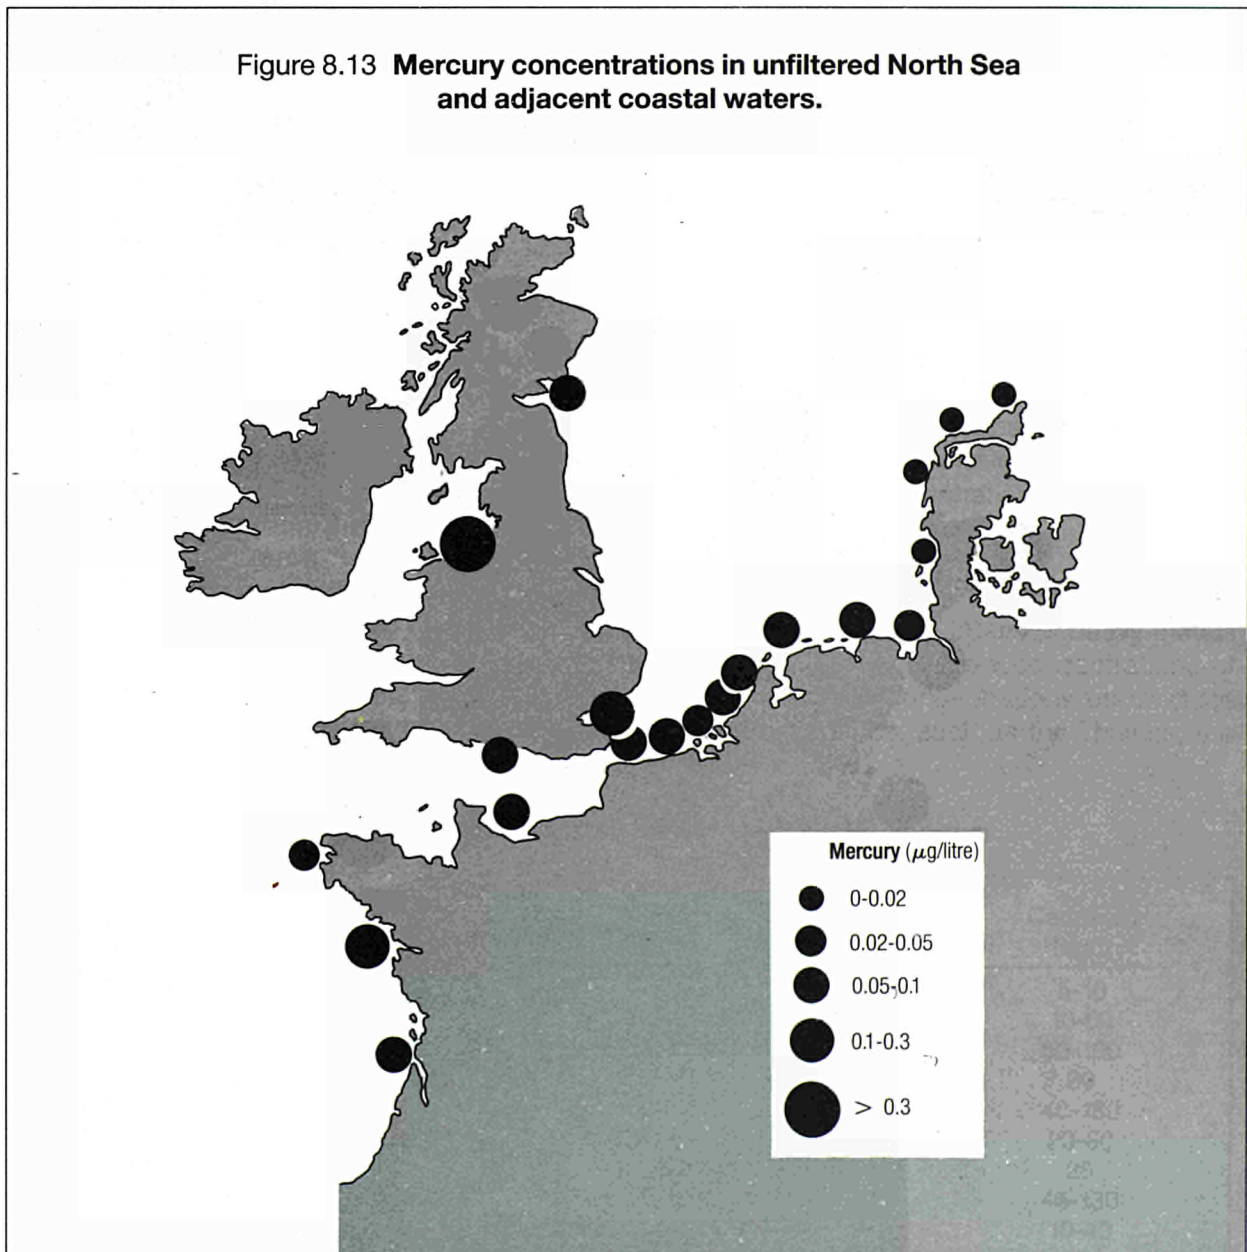 Figure 8.13 Mercury concentrations in unfiltered North Sea
and adjacent coastal waters.
Mercury (μg/litre)
0-0.02
0.02-0.05
0.05-0.1
0.1-0.3
> 0.3